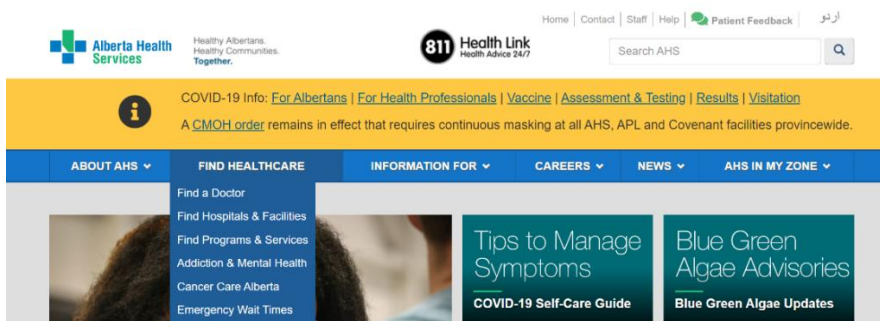 Home | Contact | Staff | Help | Patient Feedback | اردو
Alberta Health
Services
Healthy Albertans.
Healthy Communities.
Together.
811 Health Link
Health Advice 24/7
Search AHS
COVID-19 Info: For Albertans | For Health Professionals | Vaccine | Assessment & Testing | Results | Visitation
A CMOH order remains in effect that requires continuous masking at all AHS, APL and Covenant facilities provincewide.
ABOUT AHS FIND HEALTHCARE INFORMATION FOR CAREERS NEWS AHS IN MY ZONE
Find a Doctor
Find Hospitals & Facilities
Find Programs & Services
Addiction & Mental Health
Cancer Care Alberta
Emergency Wait Times
Tips to Manage
Symptoms
COVID-19 Self-Care Guide
Blue Green
Algae Advisories
Blue Green Algae Updates